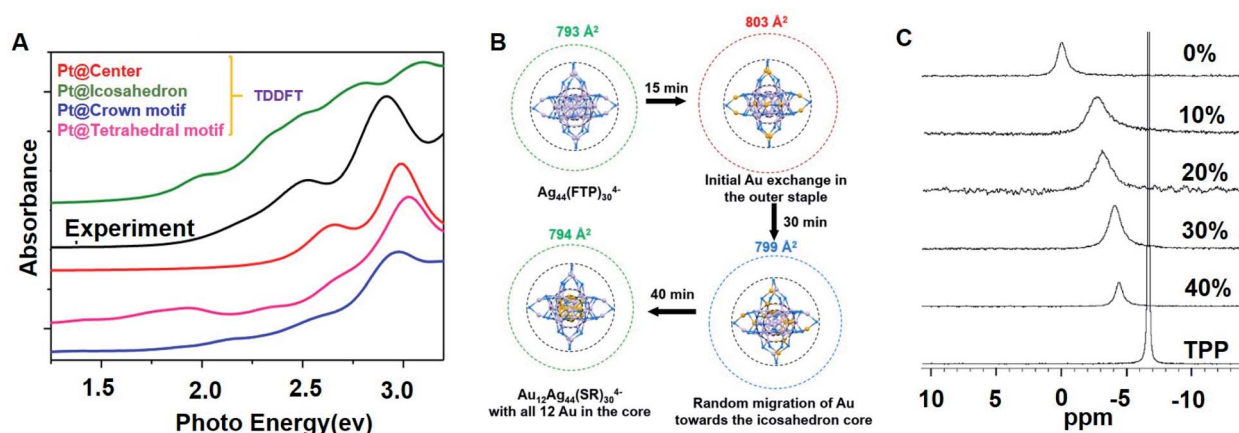 A
Pt@Center
Pt@Icosahedron
Pt@Crown motif
Pt@Tetrahedral motif
TDDFT
Experiment
Absorbance
1.5 2.0 2.5 3.0
Photo Energy(ev)
B
793 Å²
803 Å²
15 min
Ag₄₄(FTP)₃₀⁴⁻
Initial Au exchange in
the outer staple
30 min
794 Å²
799 Å²
40 min
Au₁₂Ag₄₄(SR)₃₀⁴⁻
with all 12 Au in the core
Random migration of Au
towards the icosahedron core
C
0%
10%
20%
30%
40%
TPP
10 5 0 -5 -10
ppm